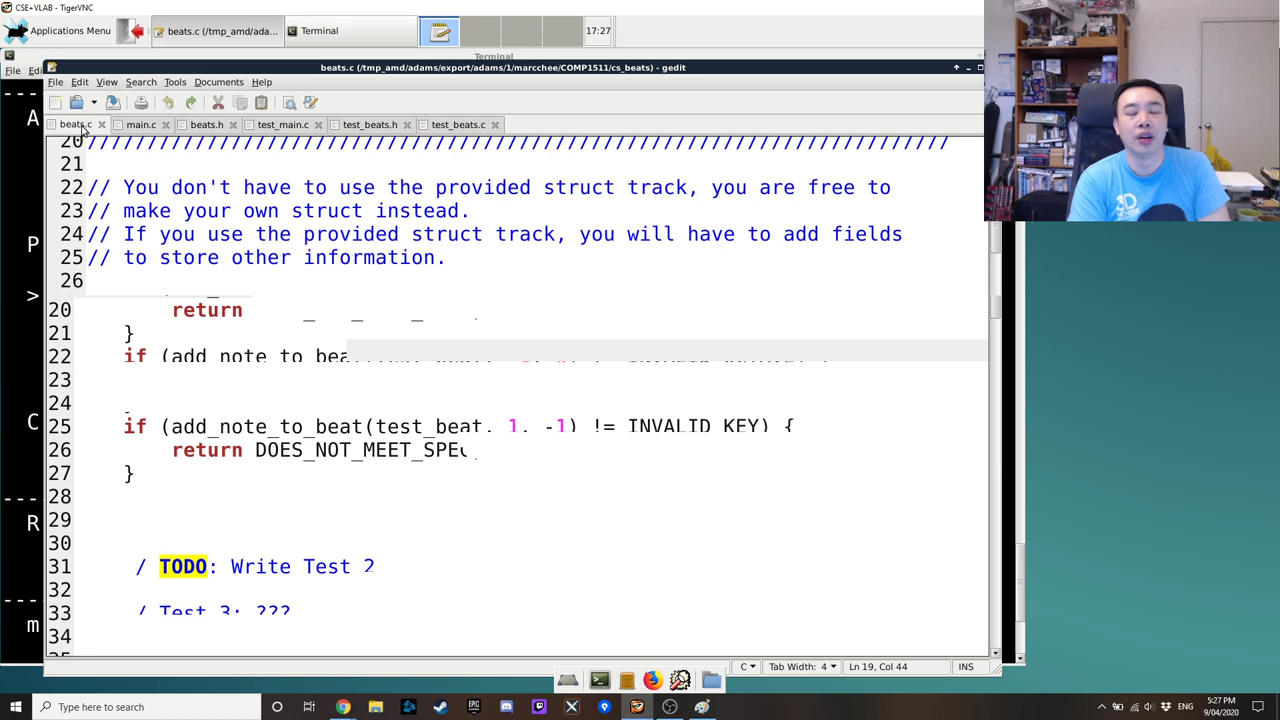 CSE+VLAB - TigerVNC
Applications Menu
beats.c (/tmp_amd/ada...
Terminal
17:27
Terminal
File
beats.c (/tmp_amd/adams/export/adams/1/marcchee/COMP1511/cs_beats) - gedit
File Edit View Search Tools Documents Help
beats.c main.c beats.h test_main.c test_beats.h test_beats.c
20 ////////////////////////////////////////////////////////////////////////
21
22 // You don't have to use the provided struct track, you are free to
23 // make your own struct instead.
24 // If you use the provided struct track, you will have to add fields
25 // to store other information.
26
20 return
21 }
22 if (add_note_to_bea
23
24
25 if (add_note_to_beat(test_beat, 1, -1) != INVALID_KEY) {
26 return DOES_NOT_MEET_SPE
27 }
28
29
30
31 / TODO: Write Test 2
32
33 / Test 3: ???
34
C Tab Width: 4 Ln 19, Col 44 INS
A
P
>
C
R
m
3D
Type here to search
ENG
5:27 PM
9/04/2020